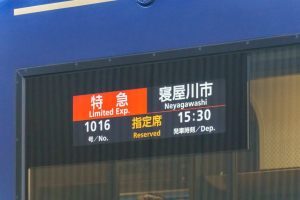 特急 寝屋川市
Limited Exp. Neyagawashi
1016 指定席 15:30
号/No. Reserved 発車時刻/Dep.